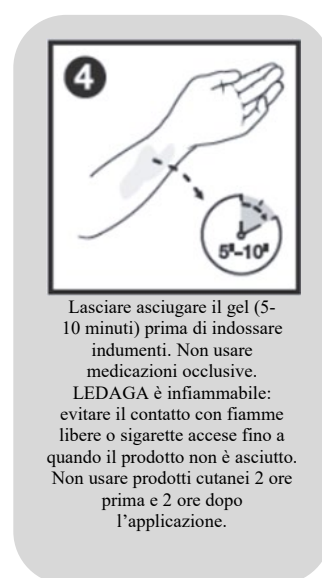 4
5'-10'
Lasciare asciugare il gel (5-
10 minuti) prima di indossare
indumenti. Non usare
medicazioni occlusive.
LEDAGA è infiammabile:
evitare il contatto con fiamme
libere o sigarette accese fino a
quando il prodotto non è asciutto.
Non usare prodotti cutanei 2 ore
prima e 2 ore dopo
l’applicazione.